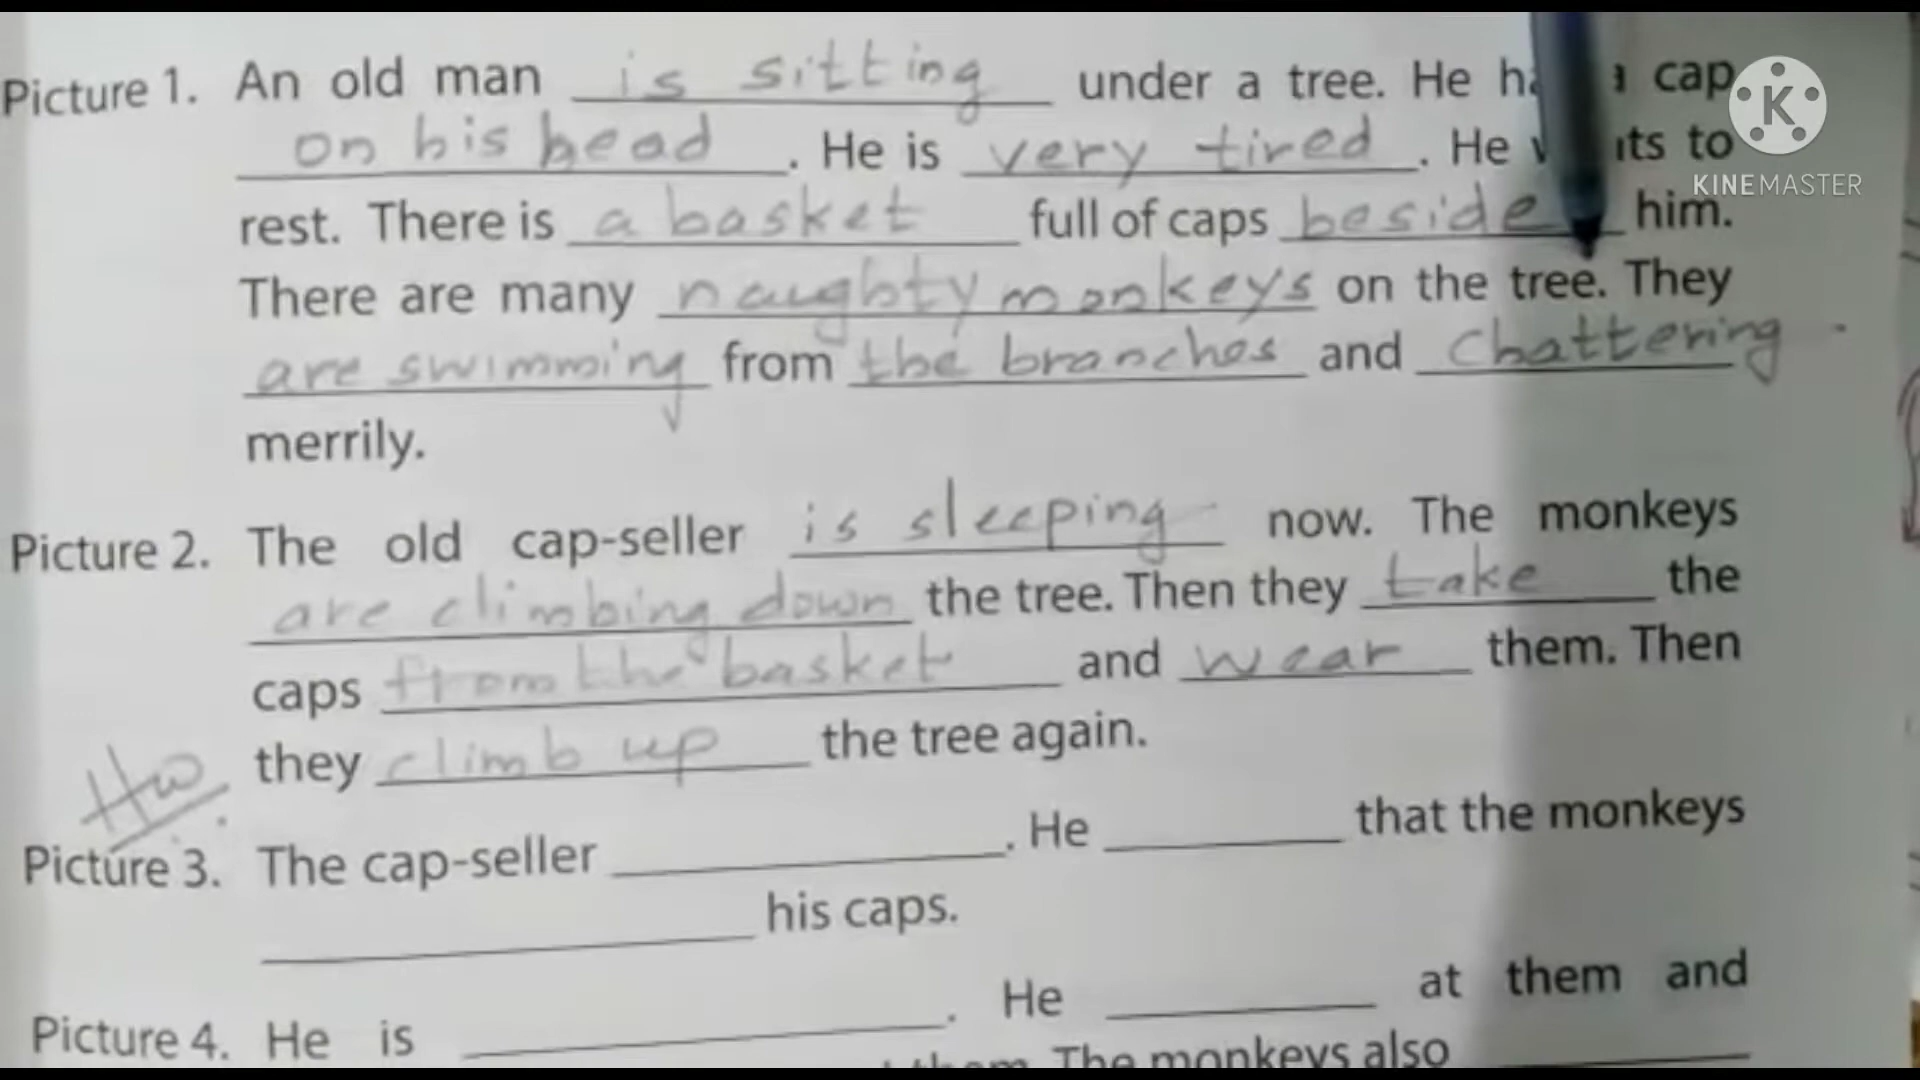 Picture 1. An old man is sitting under a tree. He ha a cap
on his head. He is very tired. He ts to
rest. There is a basket full of caps beside him.
There are many naughty monkeys on the tree. They
are swimming from the branches and Chattering
merrily.
Picture 2. The old cap-seller is sleeping now. The monkeys
are climbing down the tree. Then they take the
caps from the basket and wear them. Then
they climb up the tree again.
Hw.
Picture 3. The cap-seller . He that the monkeys
his caps.
Picture 4. He is . He at them and
them. The monkeys also
K
KINEMASTER